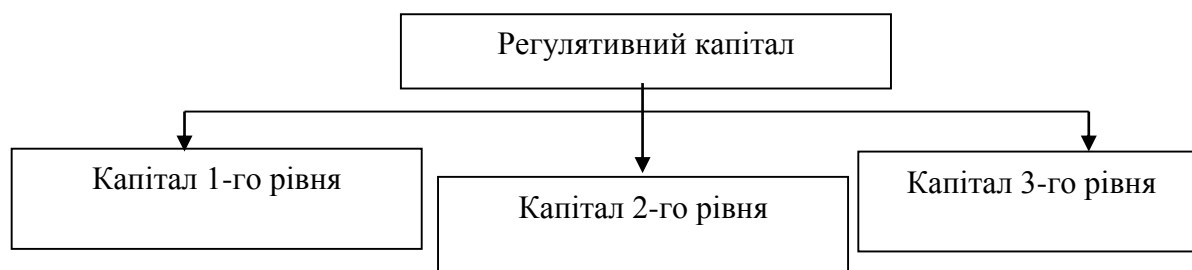 Регулятивний капітал
Капітал 1-го рівня
Капітал 2-го рівня
Капітал 3-го рівня